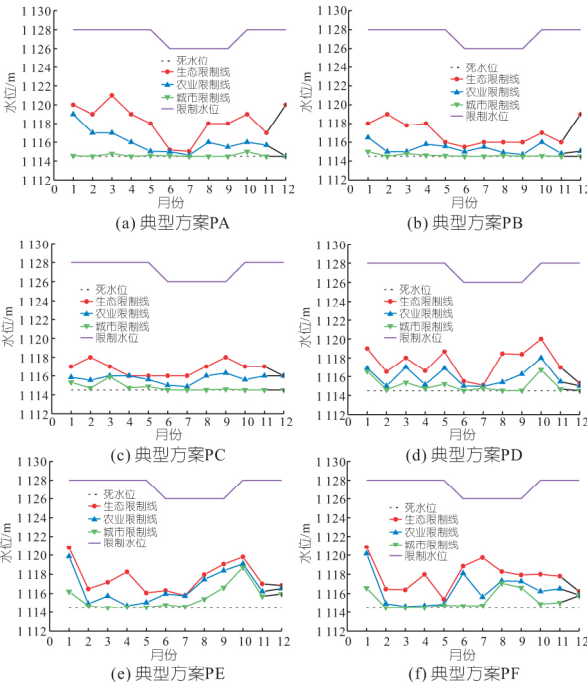 1 130
1 128
1 126
1 124
1 122
1 120
1 118
1 116
1 114
1 112
水位/m
死水位
生态限制线
农业限制线
城市限制线
限制水位
0 1 2 3 4 5 6 7 8 9 10 11 12
月份
(a) 典型方案PA
1 130
1 128
1 126
1 124
1 122
1 120
1 118
1 116
1 114
1 112
水位/m
死水位
生态限制线
农业限制线
城市限制线
限制水位
0 1 2 3 4 5 6 7 8 9 10 11 12
月份
(b) 典型方案PB
1 130
1 128
1 126
1 124
1 122
1 120
1 118
1 116
1 114
1 112
水位/m
死水位
生态限制线
农业限制线
城市限制线
限制水位
0 1 2 3 4 5 6 7 8 9 10 11 12
月份
(c) 典型方案PC
1 130
1 128
1 126
1 124
1 122
1 120
1 118
1 116
1 114
1 112
水位/m
死水位
生态限制线
农业限制线
城市限制线
限制水位
0 1 2 3 4 5 6 7 8 9 10 11 12
月份
(d) 典型方案PD
1 130
1 128
1 126
1 124
1 122
1 120
1 118
1 116
1 114
1 112
水位/m
死水位
生态限制线
农业限制线
城市限制线
限制水位
0 1 2 3 4 5 6 7 8 9 10 11 12
月份
(e) 典型方案PE
1 130
1 128
1 126
1 124
1 122
1 120
1 118
1 116
1 114
1 112
水位/m
死水位
生态限制线
农业限制线
城市限制线
限制水位
0 1 2 3 4 5 6 7 8 9 10 11 12
月份
(f) 典型方案PF